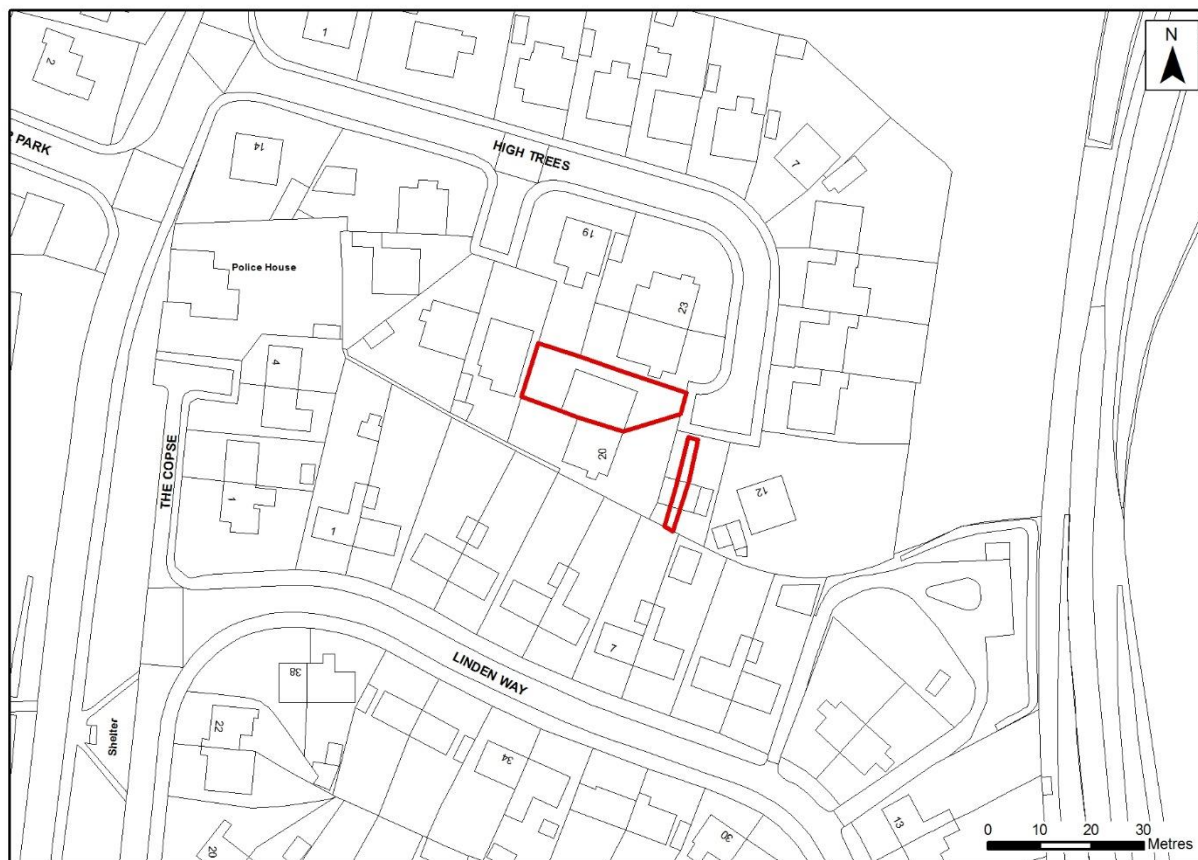 N
1
2
R PARK
14
HIGH TREES
7
19
Police House
23
4
20
THE COPSE
1
1
12
7
LINDEN WAY
38
22
Shelter
34
20
30
13
0 10 20 30
Metres